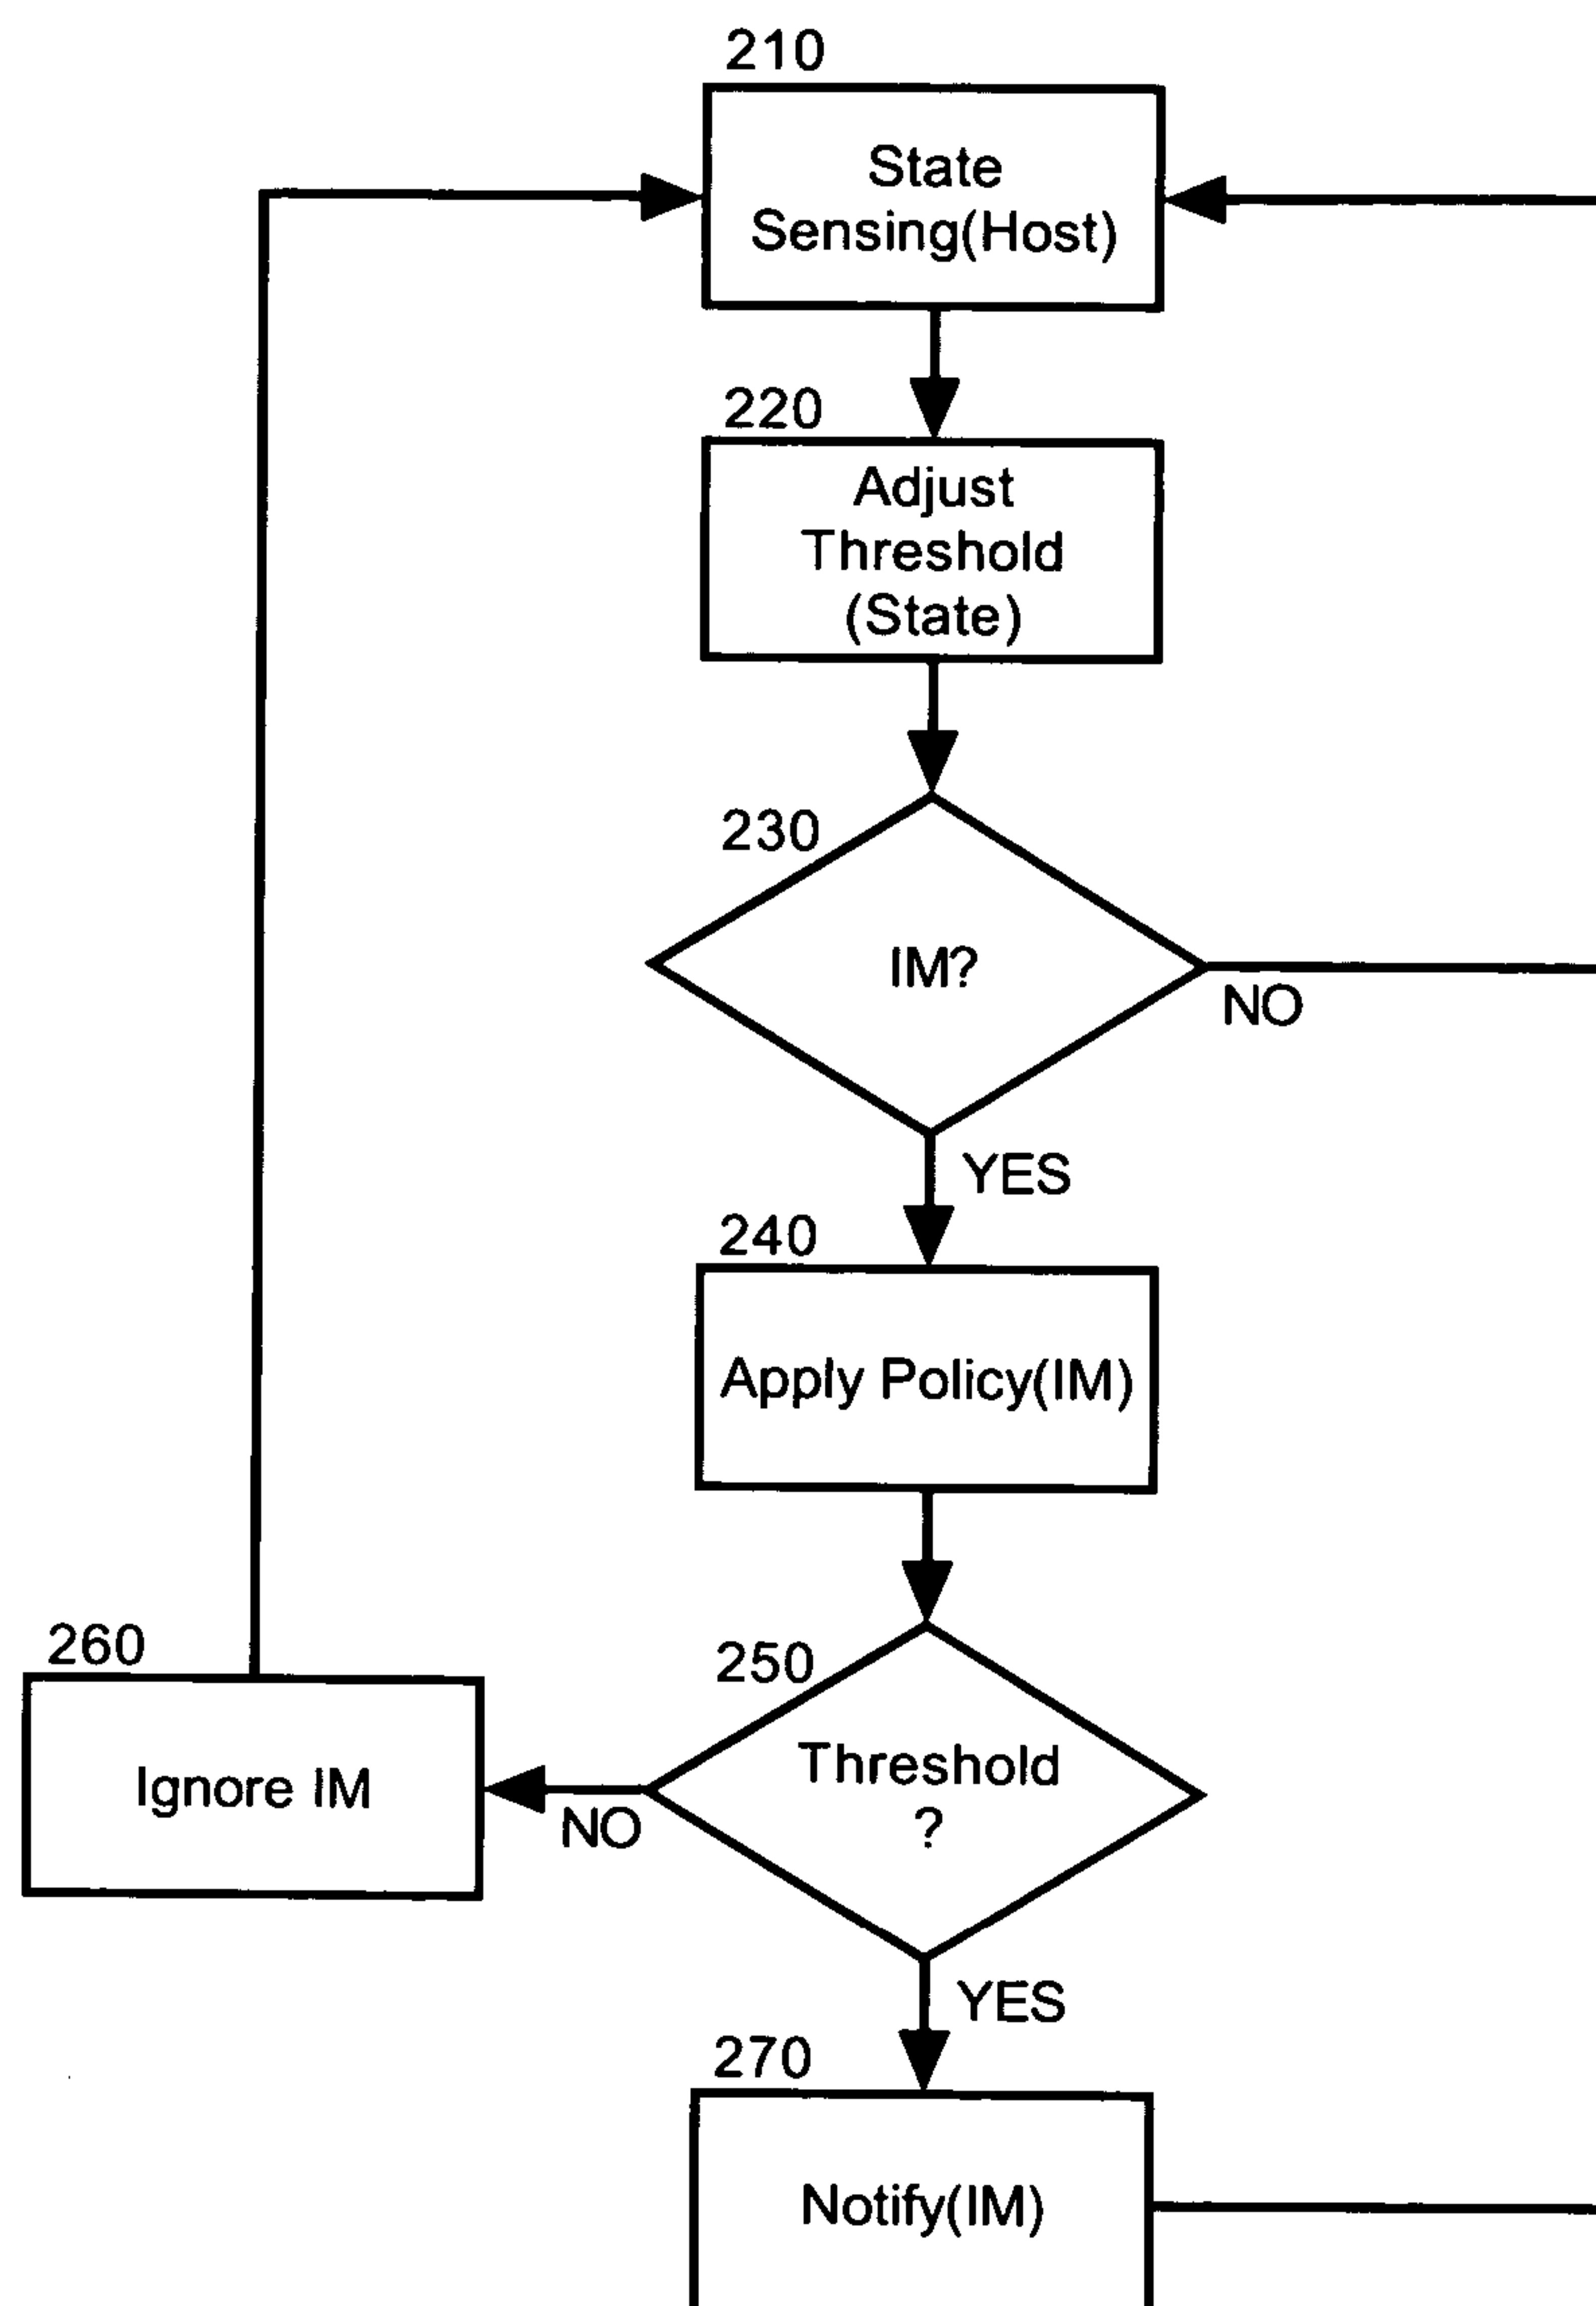 210
State
Sensing(Host)
220
Adjust
Threshold
(State)
230
IM?
NO
YES
240
Apply Policy(IM)
260
Ignore IM
250
Threshold
?
NO
YES
270
Notify(IM)